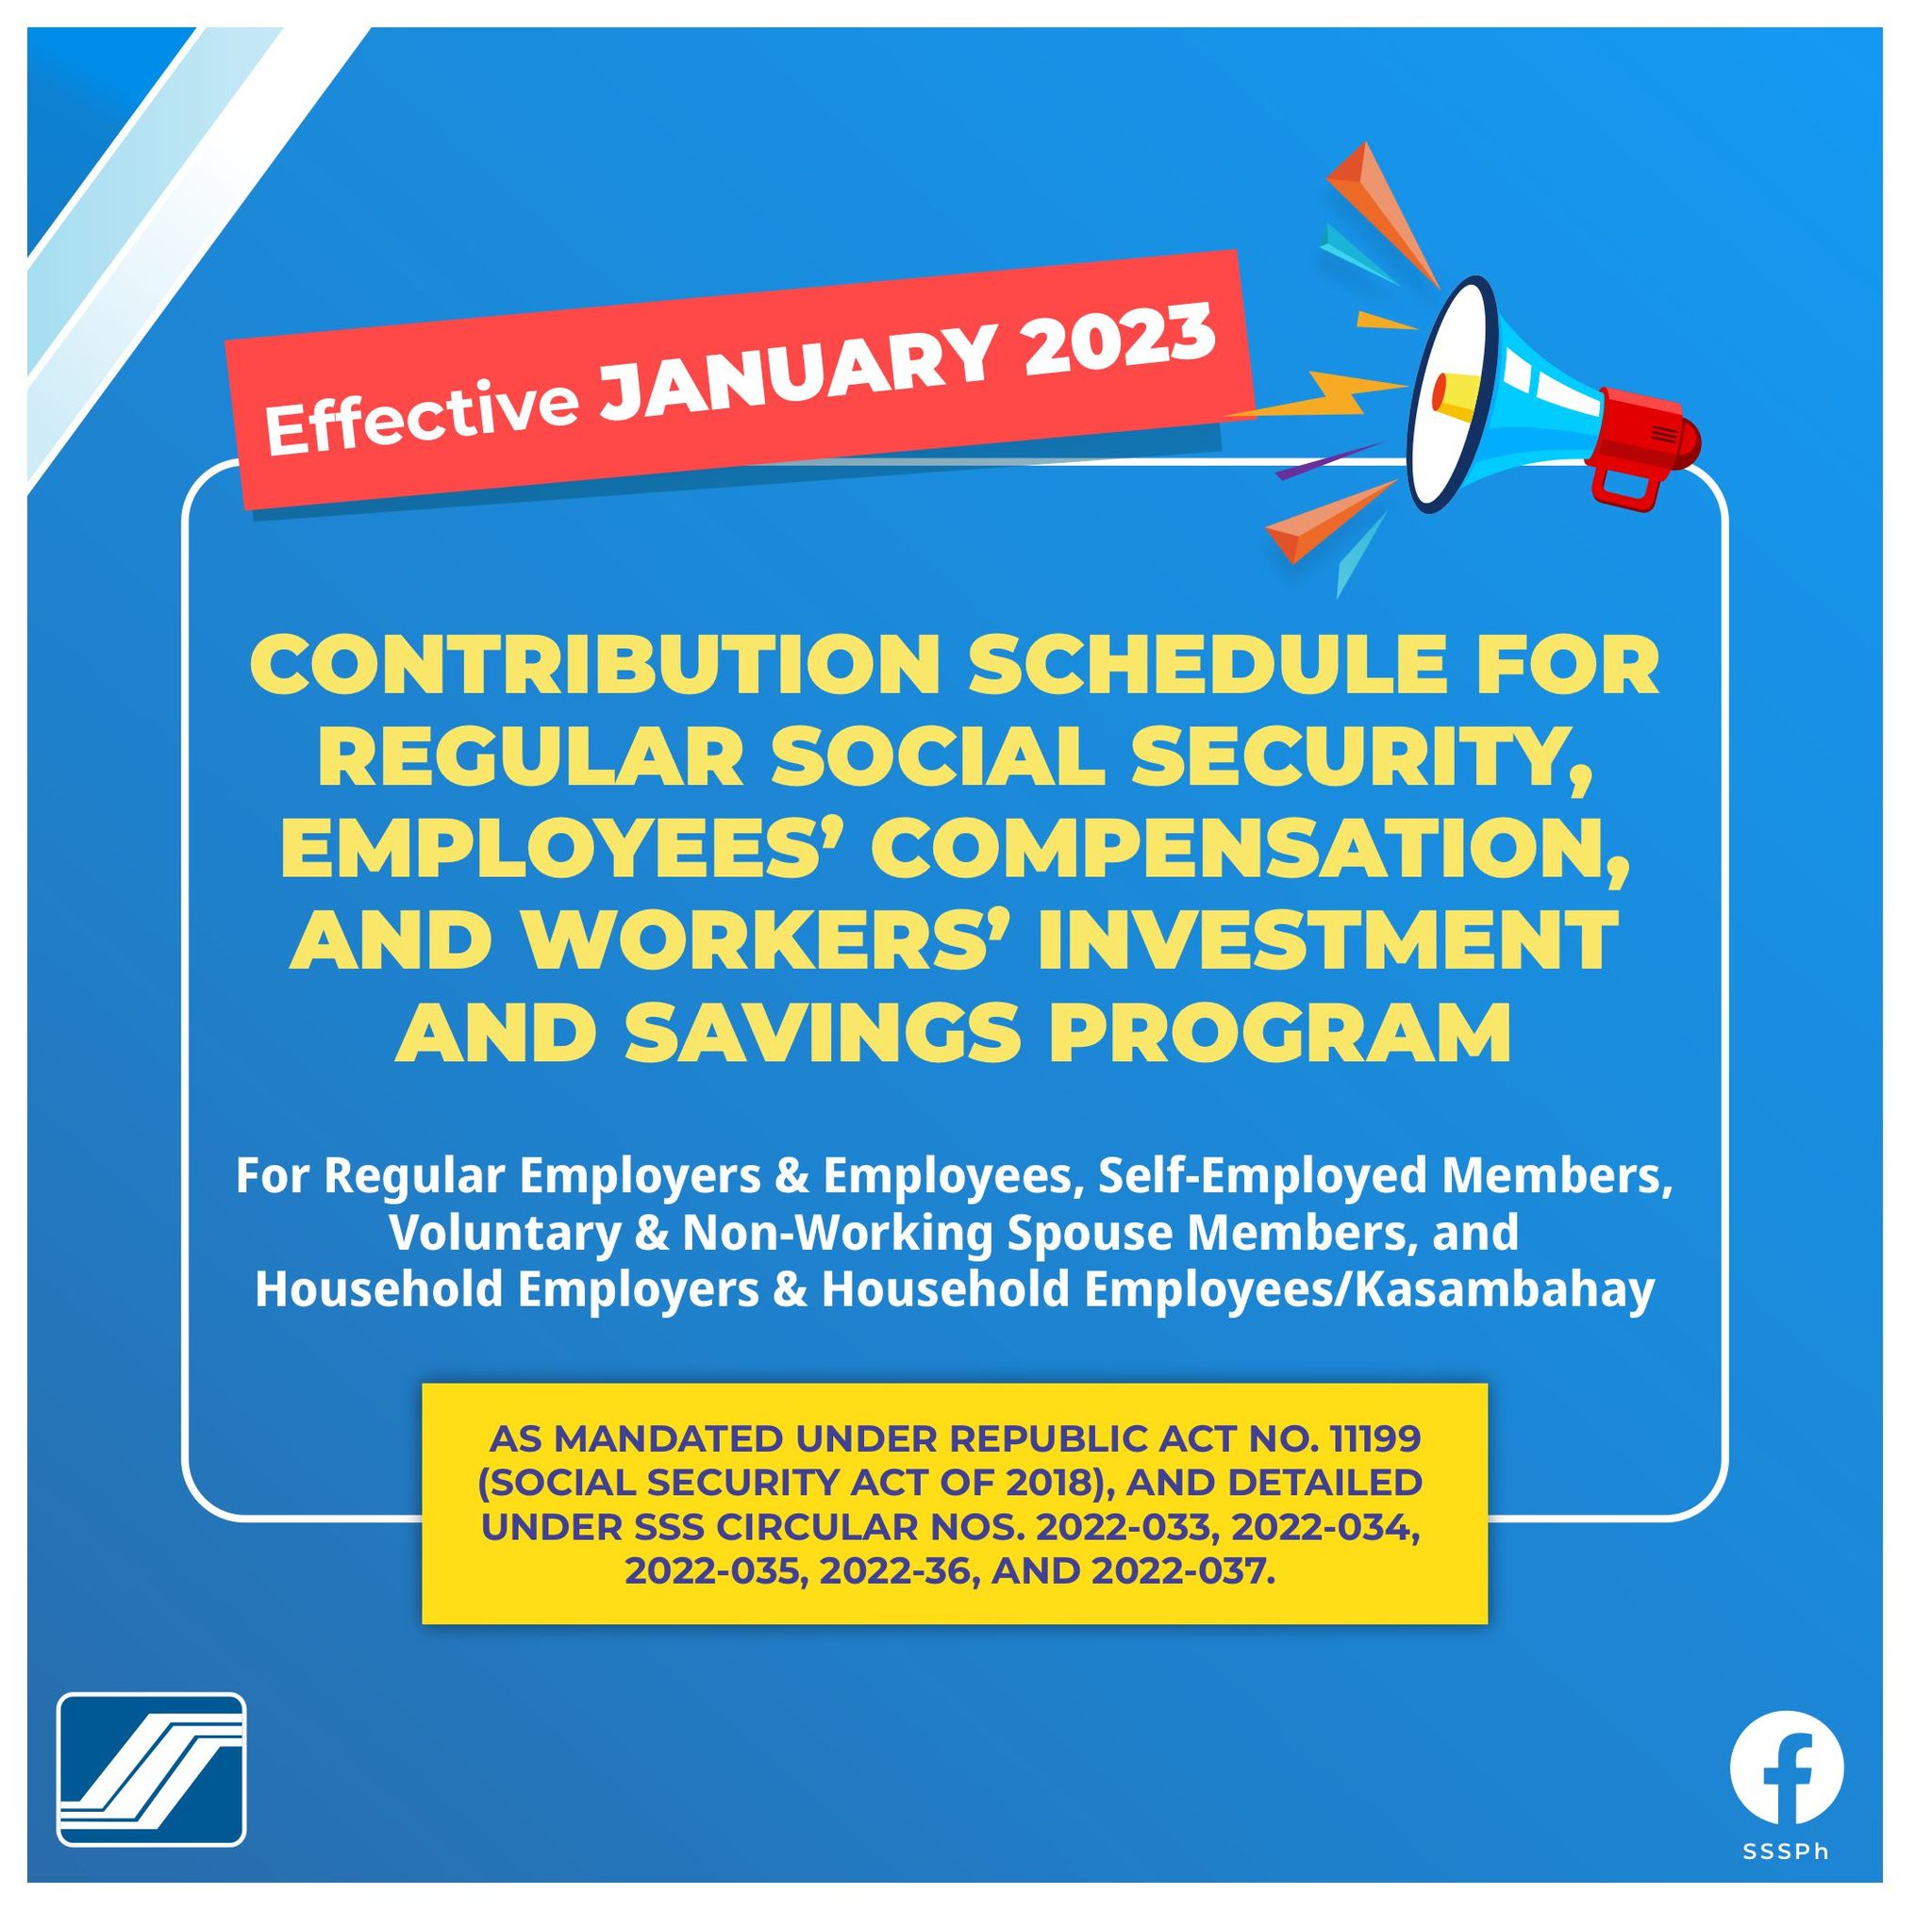 Effective JANUARY 2023
CONTRIBUTION SCHEDULE FOR
REGULAR SOCIAL SECURITY,
EMPLOYEES’ COMPENSATION,
AND WORKERS’ INVESTMENT
AND SAVINGS PROGRAM
For Regular Employers & Employees, Self-Employed Members,
Voluntary & Non-Working Spouse Members, and
Household Employers & Household Employees/Kasambahay
AS MANDATED UNDER REPUBLIC ACT NO. 11199
(SOCIAL SECURITY ACT OF 2018), AND DETAILED
UNDER SSS CIRCULAR NOS. 2022-033, 2022-034,
2022-035, 2022-36, AND 2022-037.
SSSPh